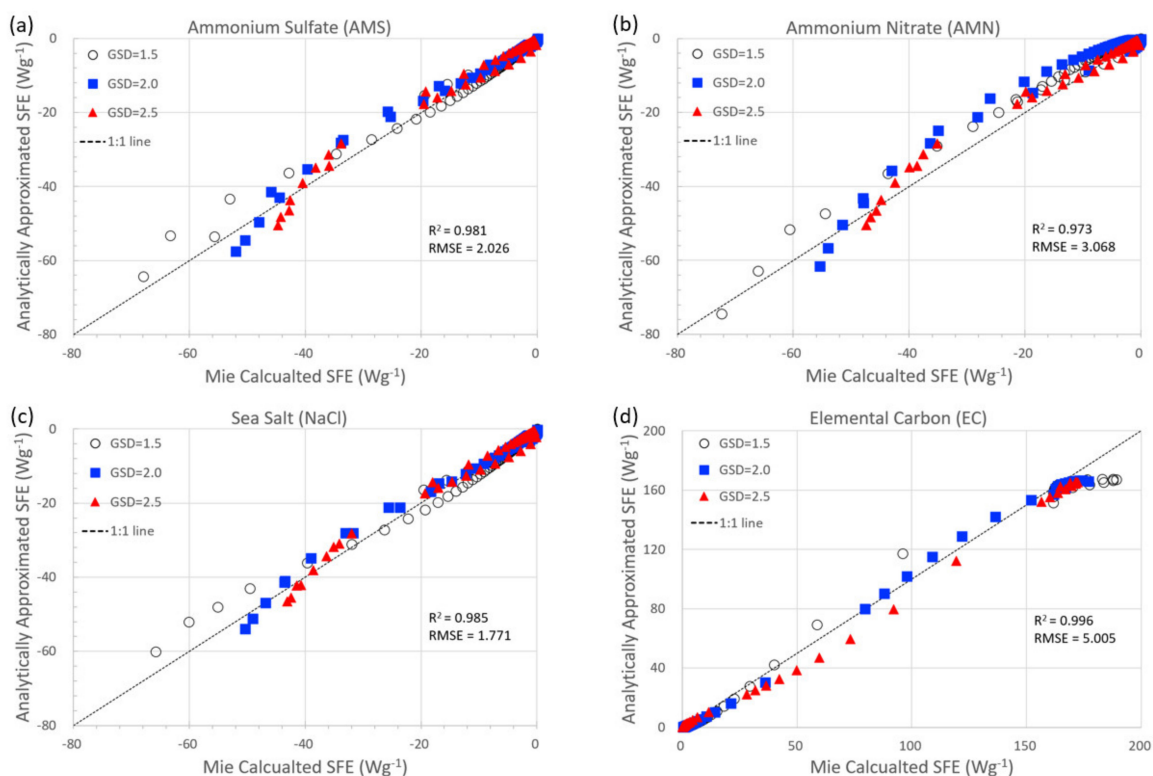 (a)
Ammonium Sulfate (AMS)
Analytically Approximated SFE (Wg⁻¹)
0
-20
-40
-60
-80
GSD=1.5
GSD=2.0
GSD=2.5
1:1 line
R² = 0.981
RMSE = 2.026
-80 -60 -40 -20 0
Mie Calcualted SFE (Wg⁻¹)
(b)
Ammonium Nitrate (AMN)
Analytically Approximated SFE (Wg⁻¹)
0
-20
-40
-60
-80
GSD=1.5
GSD=2.0
GSD=2.5
1:1 line
R² = 0.973
RMSE = 3.068
-80 -60 -40 -20 0
Mie Calcualted SFE (Wg⁻¹)
(c)
Sea Salt (NaCl)
Analytically Approximated SFE (Wg⁻¹)
0
-20
-40
-60
-80
GSD=1.5
GSD=2.0
GSD=2.5
1:1 line
R² = 0.985
RMSE = 1.771
-80 -60 -40 -20 0
Mie Calcualted SFE (Wg⁻¹)
(d)
Elemental Carbon (EC)
Analytically Approximated SFE (Wg⁻¹)
200
160
120
80
40
0
GSD=1.5
GSD=2.0
GSD=2.5
1:1 line
R² = 0.996
RMSE = 5.005
0 50 100 150 200
Mie Calcualted SFE (Wg⁻¹)